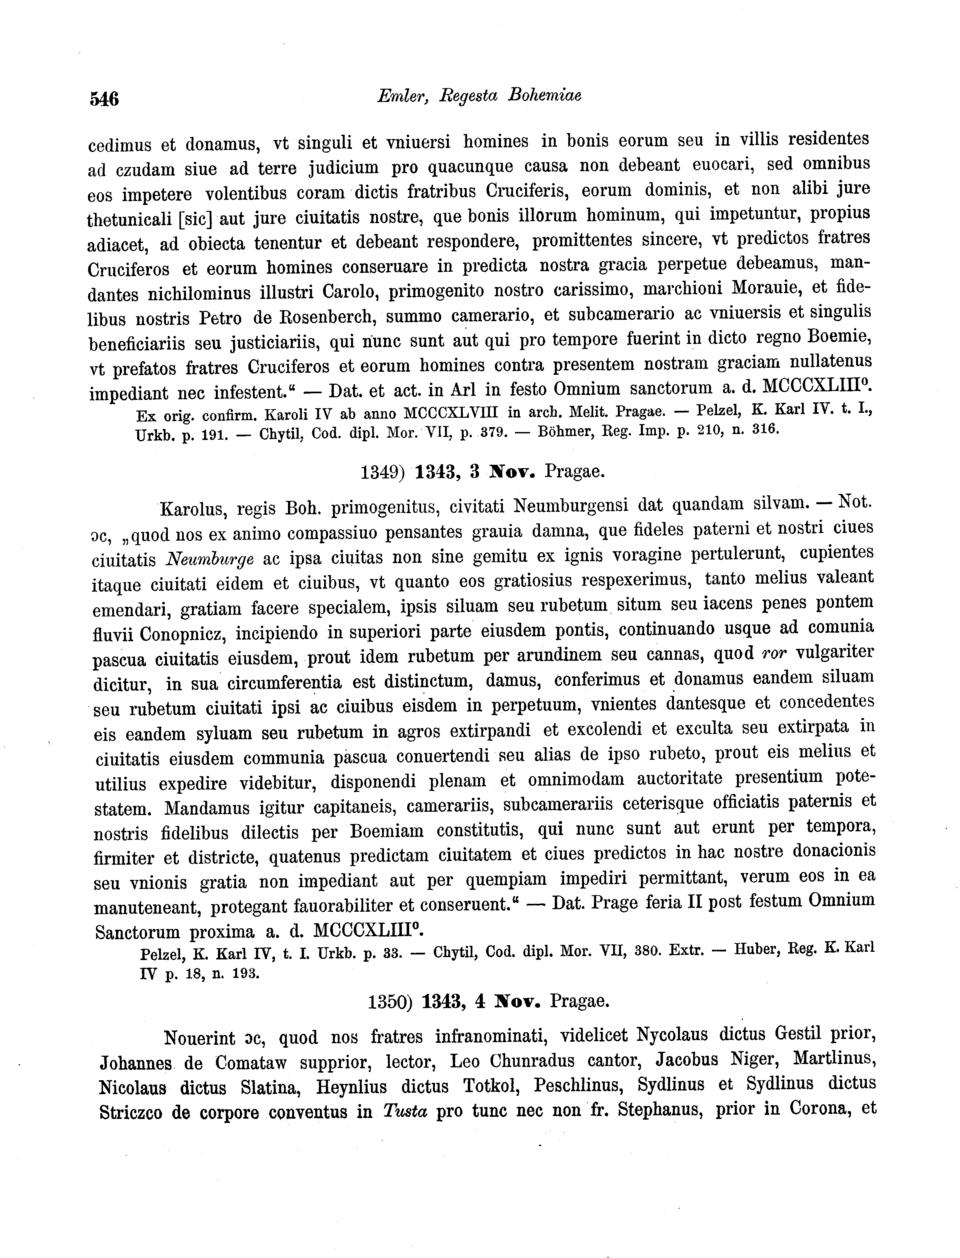 546
Emler, Regesta Bohemiae
cedimus et donamus, vt singuli et vniuersi homines in bonis eorum seu in villis residentes
ad czudam siue ad terre judicium pro quacunque causa non debeant euocari, sed omnibus
eos impetere volentibus coram dictis fratribus Cruciferis, eorum dominis, et non alibi jure
thetunicali [sic] aut jure ciuitatis nostre, que bonis illorum hominum, qui impetuntur, propius
adiacet, ad obiecta tenentur et debeant respondere, promittentes sincere, vt predictos fratres
Cruciferos et eorum homines conseruare in predicta nostra gracia perpetue debeamus, man-
dantes nichilominus illustri Carolo, primogenito nostro carissimo, marchioni Morauie, et fide-
libus nostris Petro de Rosenberch, summo camerario, et subcamerario ac vniuersis et singulis
beneficiariis seu justiciariis, qui nunc sunt aut qui pro tempore fuerint in dicto regno Boemie,
vt prefatos fratres Cruciferos et eorum homines contra presentem nostram graciam nullatenus
impediant nec infestent.“ — Dat. et act. in Arl in festo Omnium sanctorum a. d. MCCCXLIII⁰.
Ex orig. confirm. Karoli IV ab anno MCCCXLVIII in arch. Melit. Pragae. — Pelzel, K. Karl IV. t. I.,
Urkb. p. 191. — Chytil, Cod. dipl. Mor. VII, p. 379. — Böhmer, Reg. Imp. p. 210, n. 316.
1349) 1343, 3 Nov. Pragae.
Karolus, regis Boh. primogenitus, civitati Neumburgensi dat quandam silvam. — Not.
ɔc, „quod nos ex animo compassiuo pensantes grauia damna, que fideles paterni et nostri ciues
ciuitatis Neumburge ac ipsa ciuitas non sine gemitu ex ignis voragine pertulerunt, cupientes
itaque ciuitati eidem et ciuibus, vt quanto eos gratiosius respexerimus, tanto melius valeant
emendari, gratiam facere specialem, ipsis siluam seu rubetum situm seu iacens penes pontem
fluvii Conopnicz, incipiendo in superiori parte eiusdem pontis, continuando usque ad comunia
pascua ciuitatis eiusdem, prout idem rubetum per arundinem seu cannas, quod ror vulgariter
dicitur, in sua circumferentia est distinctum, damus, conferimus et donamus eandem siluam
seu rubetum ciuitati ipsi ac ciuibus eisdem in perpetuum, vnientes dantesque et concedentes
eis eandem syluam seu rubetum in agros extirpandi et excolendi et exculta seu extirpata in
ciuitatis eiusdem communia pascua conuertendi seu alias de ipso rubeto, prout eis melius et
utilius expedire videbitur, disponendi plenam et omnimodam auctoritate presentium pote-
statem. Mandamus igitur capitaneis, camerariis, subcamerariis ceterisque officiatis paternis et
nostris fidelibus dilectis per Boemiam constitutis, qui nunc sunt aut erunt per tempora,
firmiter et districte, quatenus predictam ciuitatem et ciues predictos in hac nostre donacionis
seu vnionis gratia non impediant aut per quempiam impediri permittant, verum eos in ea
manuteneant, protegant fauorabiliter et conseruent.“ — Dat. Prage feria II post festum Omnium
Sanctorum proxima a. d. MCCCXLIII⁰.
Pelzel, K. Karl IV, t. I. Urkb. p. 33. — Chytil, Cod. dipl. Mor. VII, 380. Extr. — Huber, Reg. K. Karl
IV p. 18, n. 193.
1350) 1343, 4 Nov. Pragae.
Nouerint ɔc, quod nos fratres infranominati, videlicet Nycolaus dictus Gestil prior,
Johannes de Comataw supprior, lector, Leo Chunradus cantor, Jacobus Niger, Martlinus,
Nicolaus dictus Slatina, Heynlius dictus Totkol, Peschlinus, Sydlinus et Sydlinus dictus
Striczco de corpore conventus in Tusta pro tunc nec non fr. Stephanus, prior in Corona, et